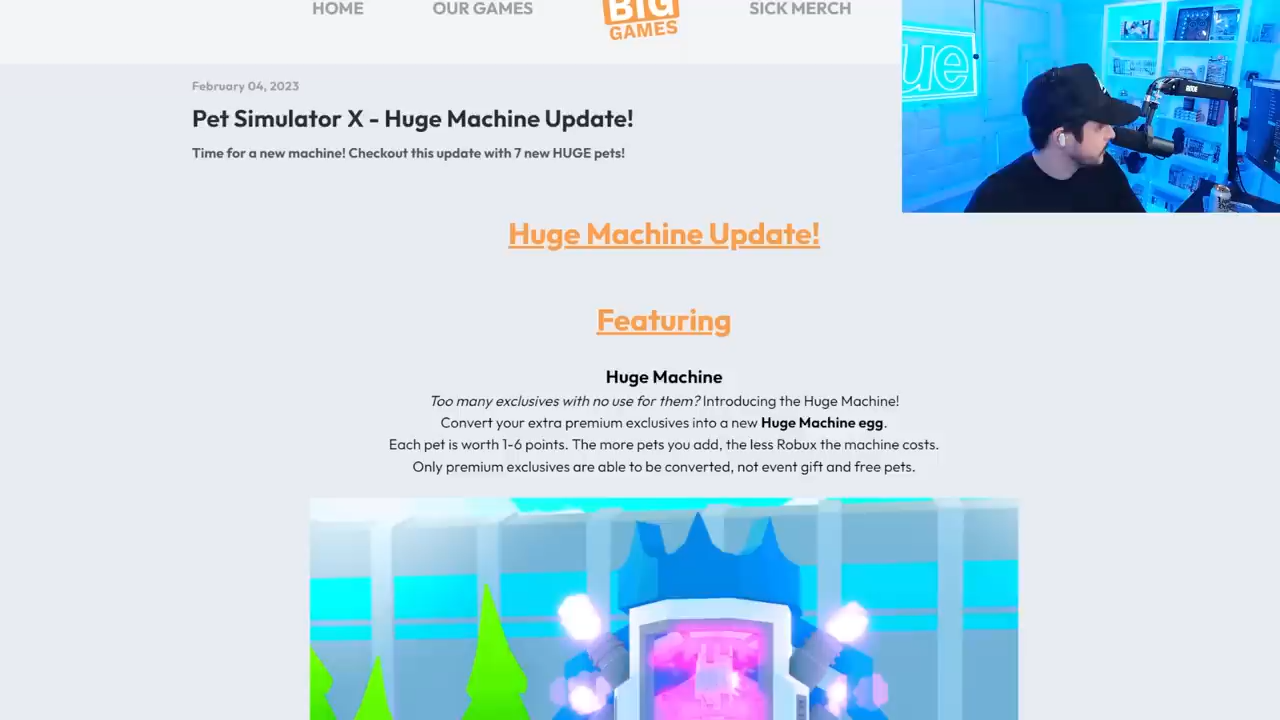 HOME
OUR GAMES
BIG
GAMES
SICK MERCH
ue
RODE
February 04, 2023
Pet Simulator X - Huge Machine Update!
Time for a new machine! Checkout this update with 7 new HUGE pets!
Huge Machine Update!
Featuring
Huge Machine
Too many exclusives with no use for them? Introducing the Huge Machine!
Convert your extra premium exclusives into a new Huge Machine egg.
Each pet is worth 1-6 points. The more pets you add, the less Robux the machine costs.
Only premium exclusives are able to be converted, not event gift and free pets.